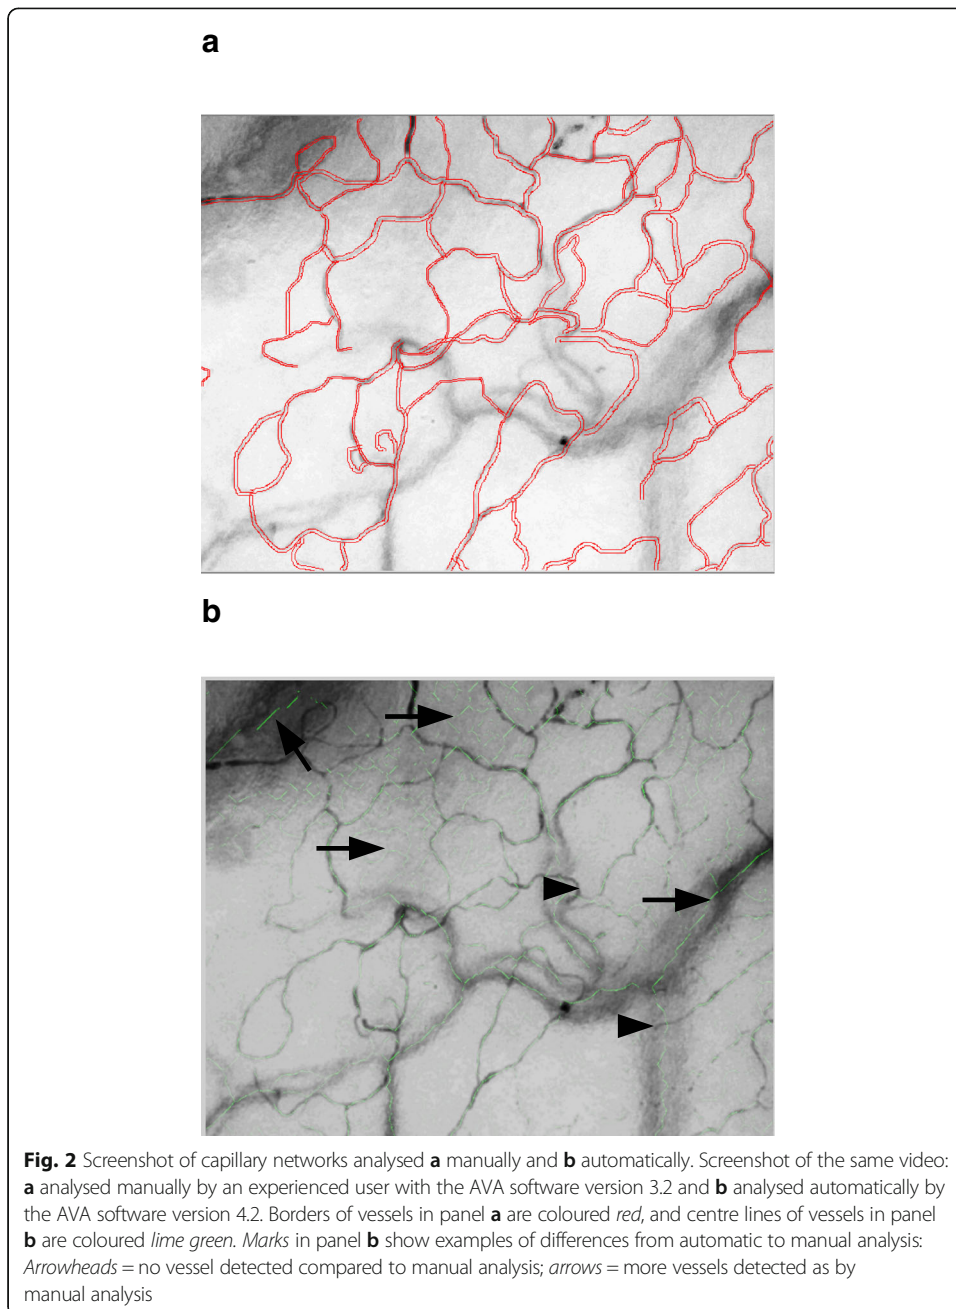 a
b
Fig. 2 Screenshot of capillary networks analysed a manually and b automatically. Screenshot of the same video:
a analysed manually by an experienced user with the AVA software version 3.2 and b analysed automatically by
the AVA software version 4.2. Borders of vessels in panel a are coloured red, and centre lines of vessels in panel
b are coloured lime green. Marks in panel b show examples of differences from automatic to manual analysis:
Arrowheads = no vessel detected compared to manual analysis; arrows = more vessels detected as by
manual analysis